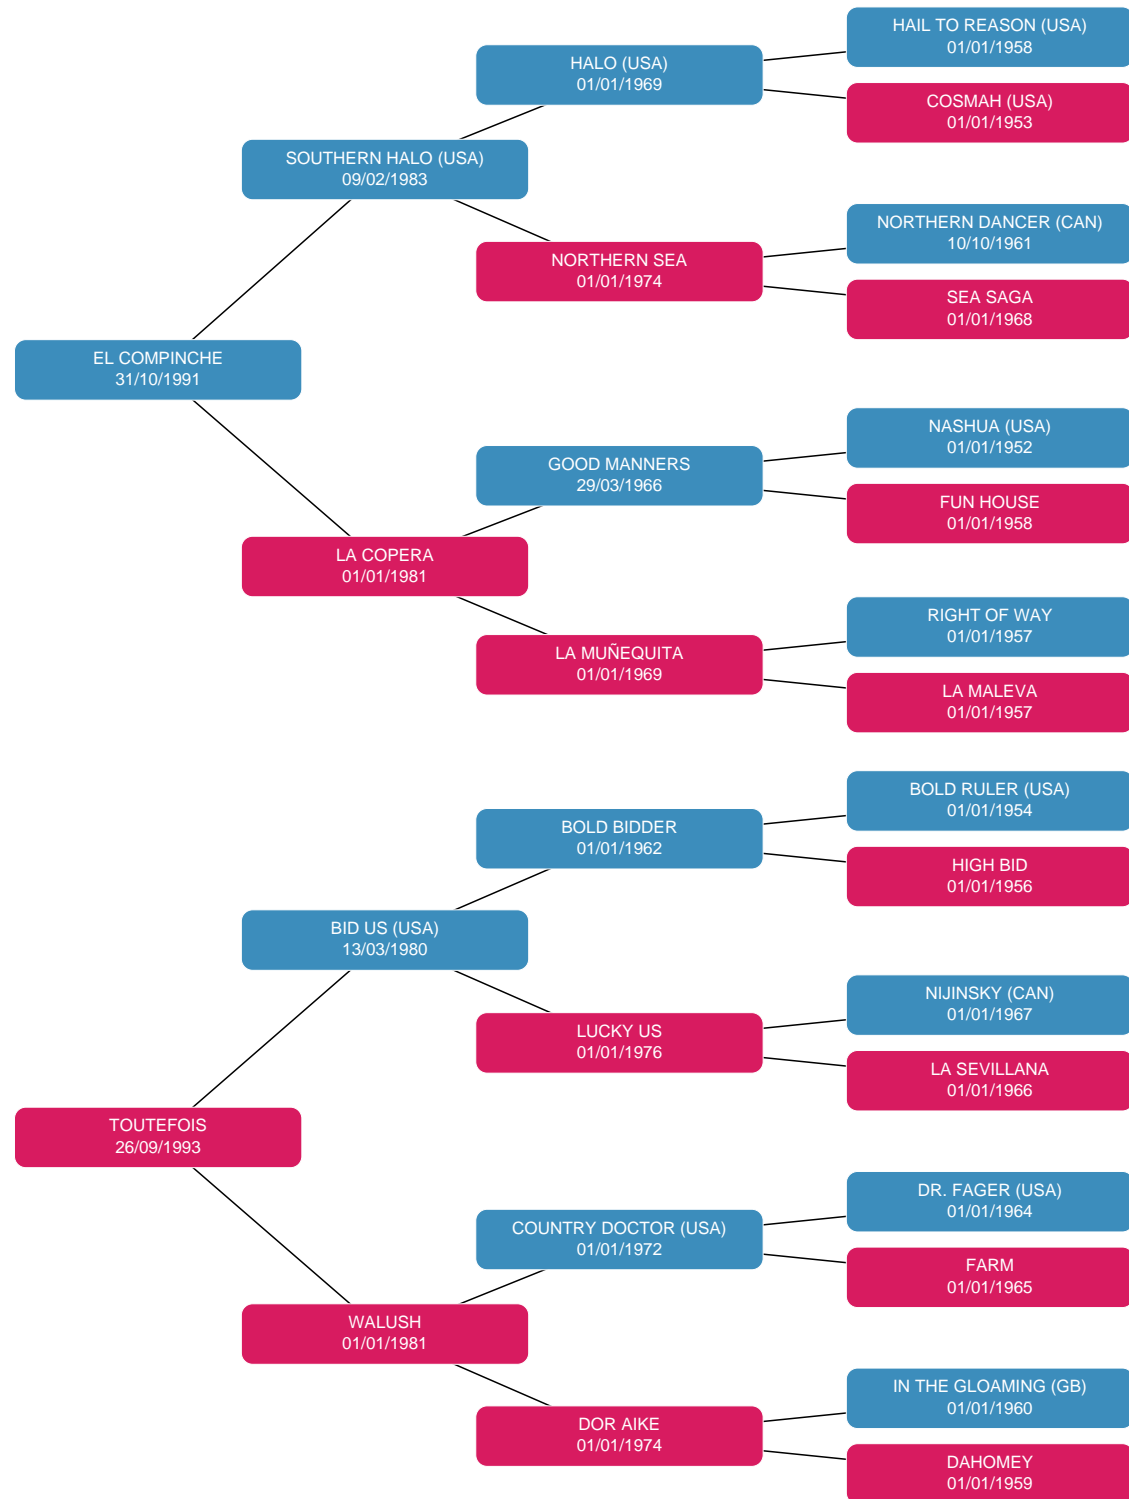 HAIL TO REASON (USA)
01/01/1958
HALO (USA)
01/01/1969
COSMAH (USA)
01/01/1953
SOUTHERN HALO (USA)
09/02/1983
NORTHERN DANCER (CAN)
10/10/1961
NORTHERN SEA
01/01/1974
SEA SAGA
01/01/1968
EL COMPINCHE
31/10/1991
NASHUA (USA)
01/01/1952
GOOD MANNERS
29/03/1966
FUN HOUSE
01/01/1958
LA COPERA
01/01/1981
RIGHT OF WAY
01/01/1957
LA MUÑEQUITA
01/01/1969
LA MALEVA
01/01/1957
BOLD RULER (USA)
01/01/1954
BOLD BIDDER
01/01/1962
HIGH BID
01/01/1956
BID US (USA)
13/03/1980
NIJINSKY (CAN)
01/01/1967
LUCKY US
01/01/1976
LA SEVILLANA
01/01/1966
TOUTEFOIS
26/09/1993
DR. FAGER (USA)
01/01/1964
COUNTRY DOCTOR (USA)
01/01/1972
FARM
01/01/1965
WALUSH
01/01/1981
IN THE GLOAMING (GB)
01/01/1960
DOR AIKE
01/01/1974
DAHOMEY
01/01/1959